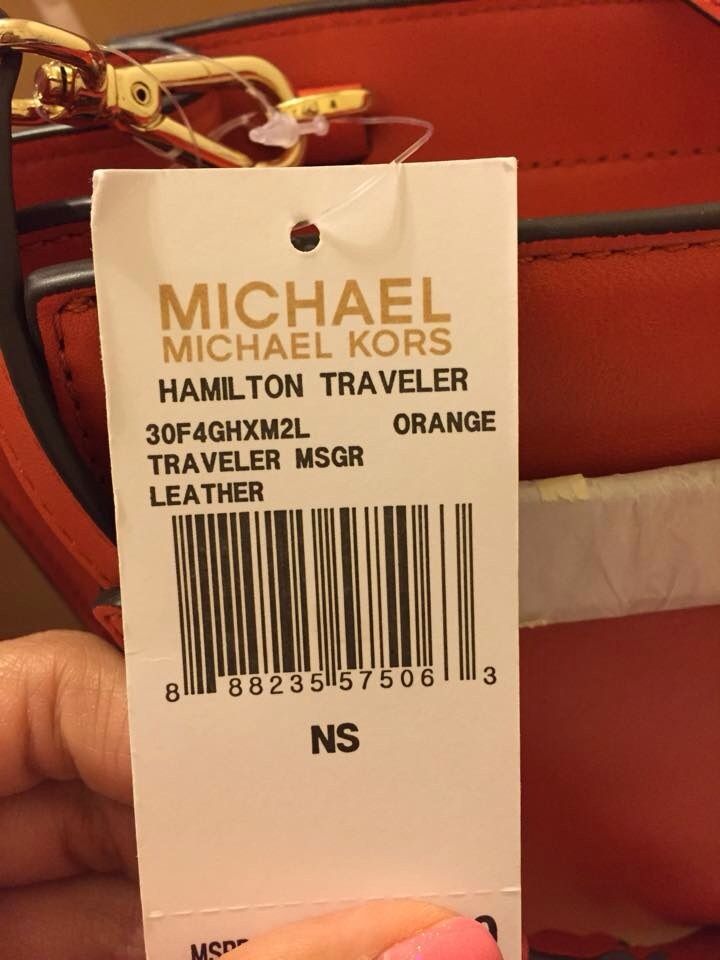 MICHAEL
MICHAEL KORS
HAMILTON TRAVELER
30F4GHXM2L ORANGE
TRAVELER MSGR
LEATHER
8 88235 57506 3
NS